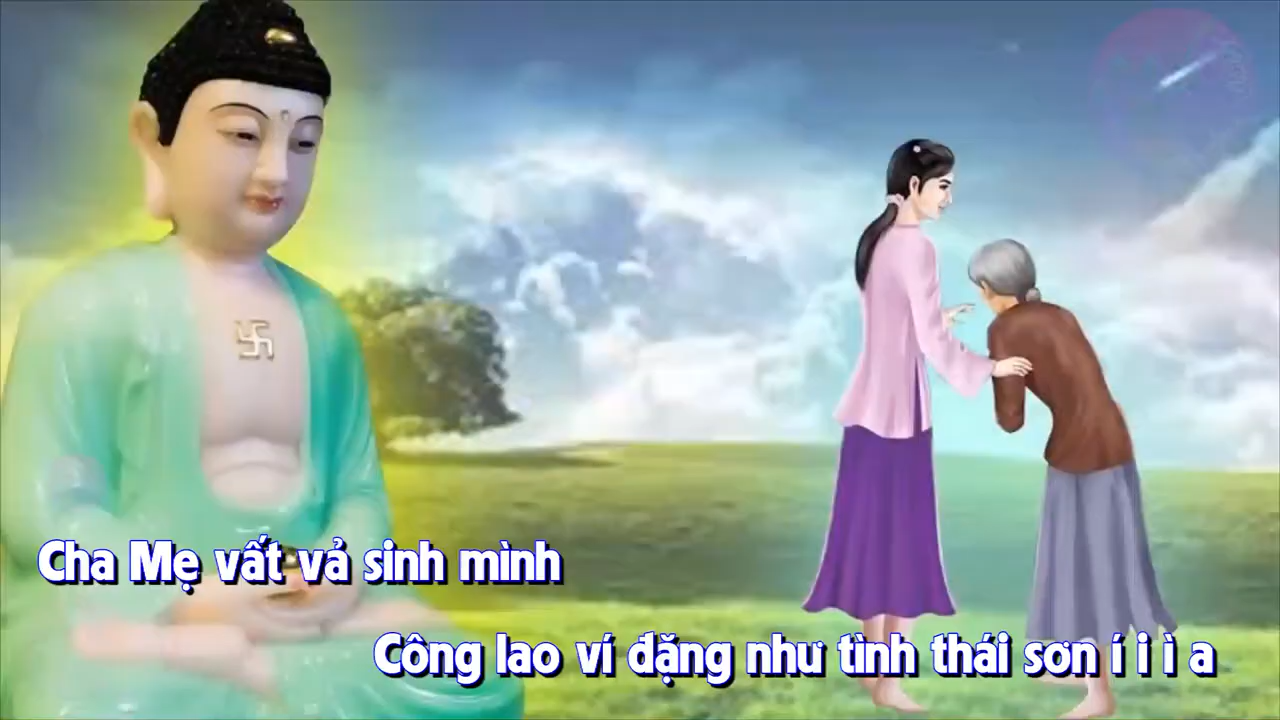 Cha Mẹ vất vả sinh mình
Công lao ví đặng như tình thái sơn í i ì a